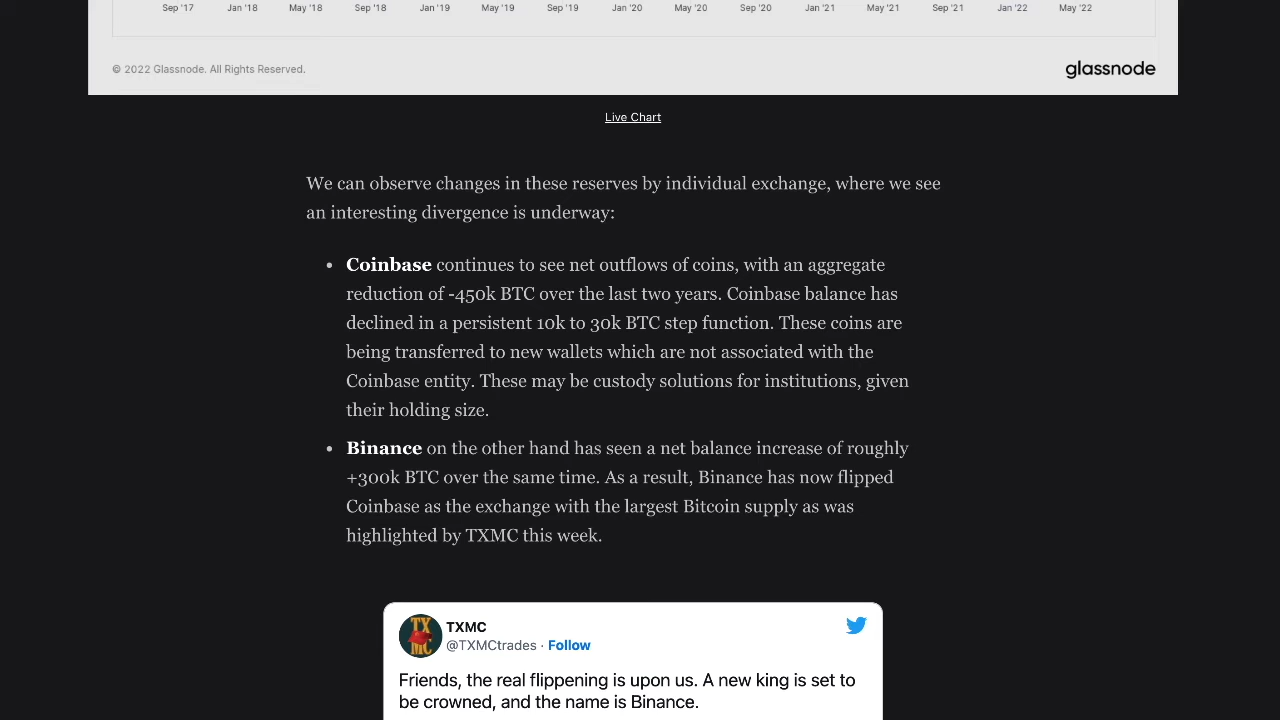 Sep '17 Jan '18 May '18 Sep '18 Jan '19 May '19 Sep '19 Jan '20 May '20 Sep '20 Jan '21 May '21 Sep '21 Jan '22 May '22
© 2022 Glassnode. All Rights Reserved.
glassnode
Live Chart
We can observe changes in these reserves by individual exchange, where we see
an interesting divergence is underway:
• Coinbase continues to see net outflows of coins, with an aggregate
reduction of -450k BTC over the last two years. Coinbase balance has
declined in a persistent 10k to 30k BTC step function. These coins are
being transferred to new wallets which are not associated with the
Coinbase entity. These may be custody solutions for institutions, given
their holding size.
• Binance on the other hand has seen a net balance increase of roughly
+300k BTC over the same time. As a result, Binance has now flipped
Coinbase as the exchange with the largest Bitcoin supply as was
highlighted by TXMC this week.
TX
MC
TXMC
@TXMCtrades · Follow
Friends, the real flippening is upon us. A new king is set to
be crowned, and the name is Binance.